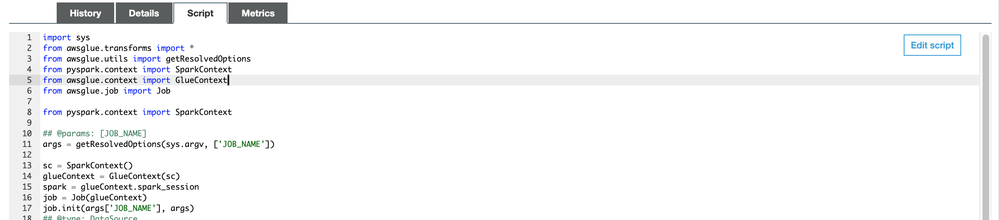 History Details Script Metrics
Edit script
1 import sys
2 from awsglue.transforms import *
3 from awsglue.utils import getResolvedOptions
4 from pyspark.context import SparkContext
5 from awsglue.context import GlueContext
6 from awsglue.job import Job
7
8 from pyspark.context import SparkContext
9
10 ## @params: [JOB_NAME]
11 args = getResolvedOptions(sys.argv, ['JOB_NAME'])
12
13 sc = SparkContext()
14 glueContext = GlueContext(sc)
15 spark = glueContext.spark_session
16 job = Job(glueContext)
17 job.init(args['JOB_NAME'], args)
18 ## @type: DataSource